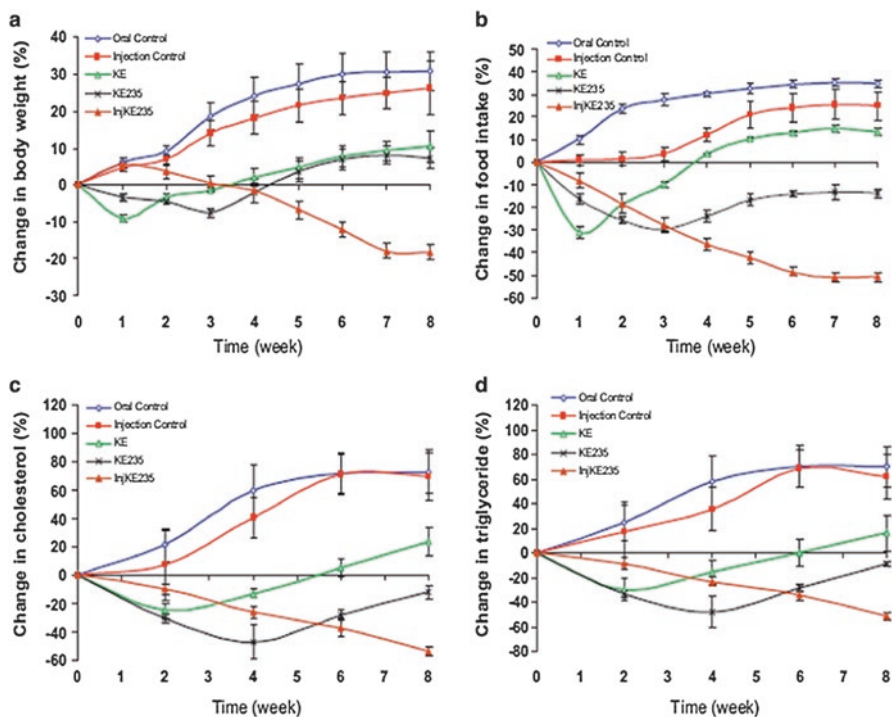 a
Oral Control
Injection Control
KE
KE235
InjKE235
Change in body weight (%)
40
30
20
10
0
-10
-20
-30
0 1 2 3 4 5 6 7 8
Time (week)
b
Oral Control
Injection Control
KE
KE235
InjKE235
Change in food intake (%)
50
40
30
20
10
0
-10
-20
-30
-40
-50
-60
0 1 2 3 4 5 6 7 8
Time (week)
c
Oral Control
Injection Control
KE
KE235
InjKE235
Change in cholesterol (%)
120
100
80
60
40
20
0
-20
-40
-60
0 1 2 3 4 5 6 7 8
Time (week)
d
Oral Control
Injection Control
KE
KE235
InjKE235
Change in triglyceride (%)
120
100
80
60
40
20
0
-20
-40
-60
-80
0 1 2 3 4 5 6 7 8
Time (week)